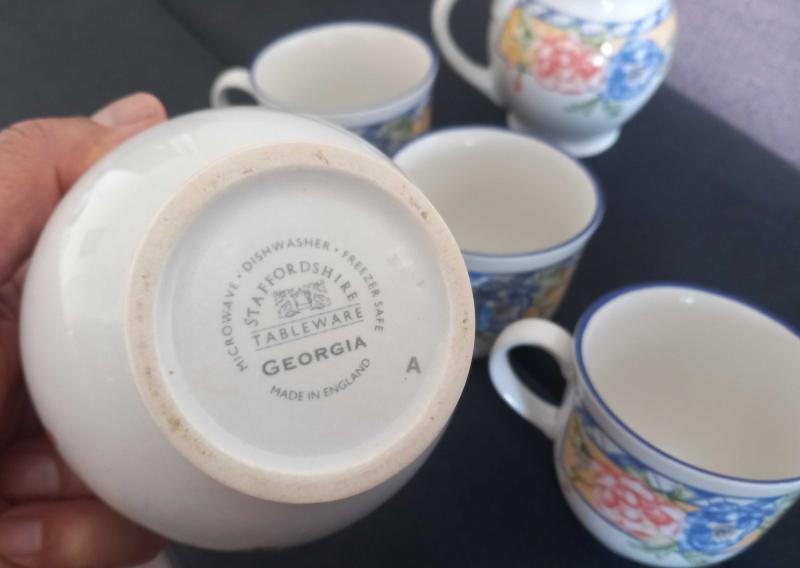 MICROWAVE • DISHWASHER • FREEZER SAFE
STAFFORDSHIRE
TABLEWARE
GEORGIA
MADE IN ENGLAND
A